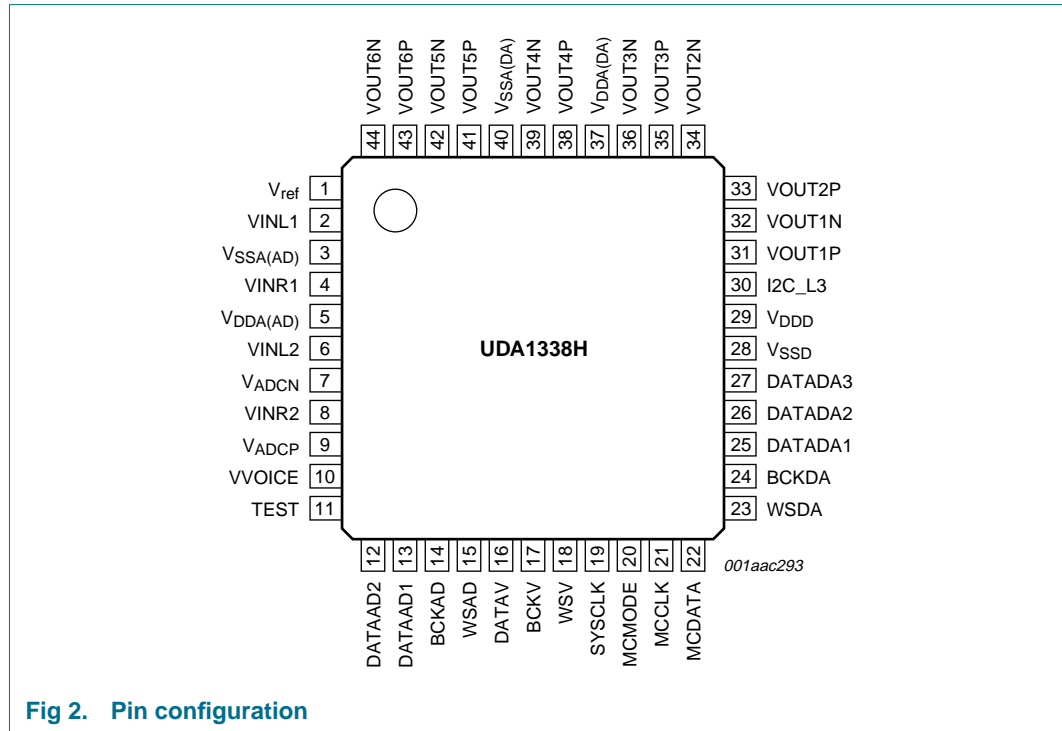 VOUT6N
VOUT6P
VOUT5N
VOUT5P
VSSA(DA)
VOUT4N
VOUT4P
VDDA(DA)
VOUT3N
VOUT3P
VOUT2N
44
43
42
41
40
39
38
37
36
35
34
Vref 1
VINL1 2
VSSA(AD) 3
VINR1 4
VDDA(AD) 5
VINL2 6
VADCN 7
VINR2 8
VADCP 9
VVOICE 10
TEST 11
UDA1338H
33 VOUT2P
32 VOUT1N
31 VOUT1P
30 I2C_L3
29 VDDD
28 VSSD
27 DATADA3
26 DATADA2
25 DATADA1
24 BCKDA
23 WSDA
12
13
14
15
16
17
18
19
20
21
22
DATAAD2
DATAAD1
BCKAD
WSAD
DATAV
BCKV
WSV
SYSCLK
MCMODE
MCCLK
MCDATA
001aac293
Fig 2. Pin configuration